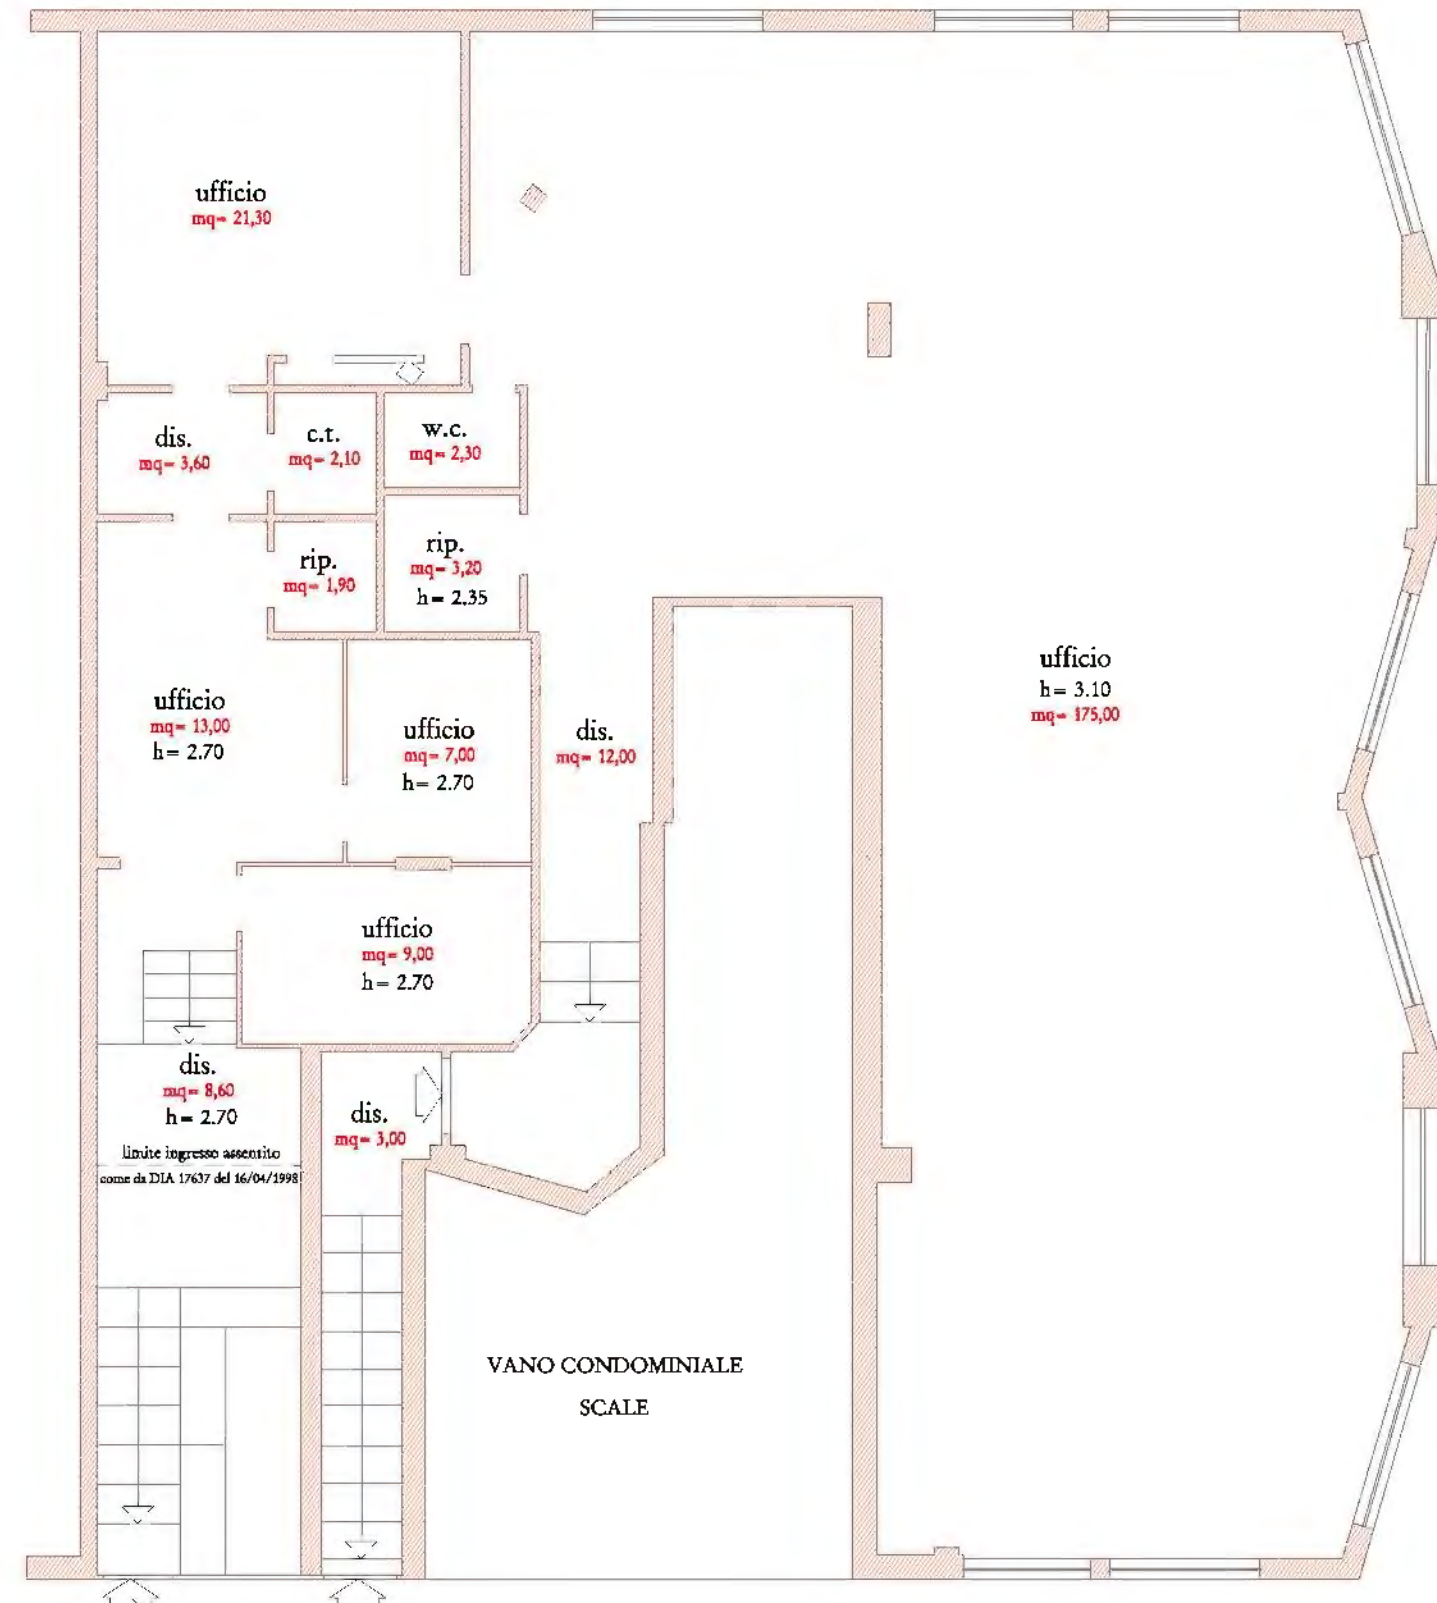 ufficio
mq= 21,30
dis.
mq= 3,60
c.t.
mq= 2,10
w.c.
mq= 2,30
rip.
mq= 1,90
rip.
mq= 3,20
h= 2.35
ufficio
mq= 13,00
h= 2.70
ufficio
mq= 7,00
h= 2.70
dis.
mq= 12,00
ufficio
h= 3.10
mq= 175,00
ufficio
mq= 9,00
h= 2.70
dis.
mq= 8,60
h= 2.70
limite ingresso assentito
come da DIA 17637 del 16/04/1998
dis.
mq= 3,00
VANO CONDOMINIALE
SCALE